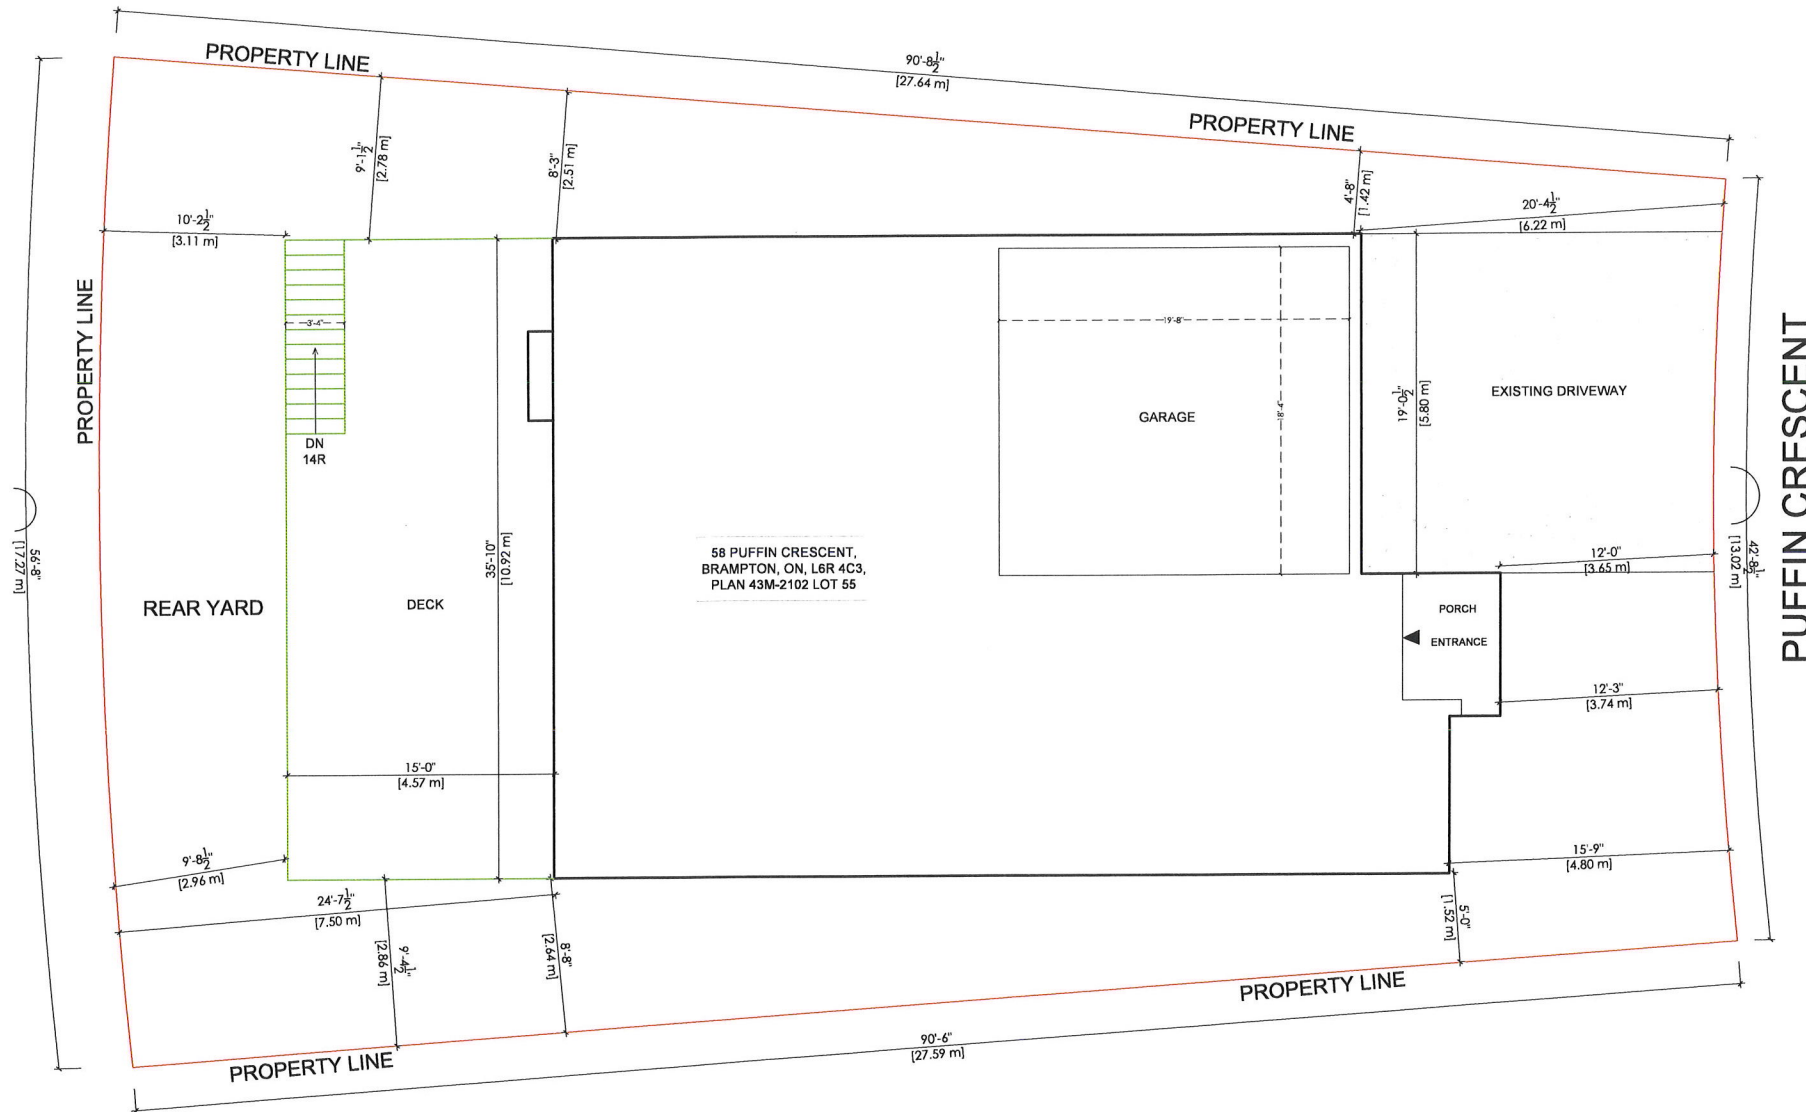 90'-8½"
[27.64 m]
PROPERTY LINE
PROPERTY LINE
9'-1½"
[2.78 m]
8'-3"
[2.51 m]
4'-8"
[1.42 m]
20'-4½"
[6.22 m]
10'-2½"
[3.11 m]
PROPERTY LINE
3'-4"
DN
14R
19'-8"
18'-4"
GARAGE
19'-0½"
[5.80 m]
EXISTING DRIVEWAY
PUFFIN CRESCENT
56'-8"
[17.27 m]
42'-8½"
[13.02 m]
35'-10"
[10.92 m]
58 PUFFIN CRESCENT,
BRAMPTON, ON, L6R 4C3,
PLAN 43M-2102 LOT 55
12'-0"
[3.65 m]
REAR YARD
DECK
PORCH
ENTRANCE
12'-3"
[3.74 m]
15'-0"
[4.57 m]
9'-8½"
[2.96 m]
15'-9"
[4.80 m]
24'-7½"
[7.50 m]
9'-4½"
[2.86 m]
8'-8"
[2.64 m]
5'-0"
[1.52 m]
PROPERTY LINE
PROPERTY LINE
90'-6"
[27.59 m]